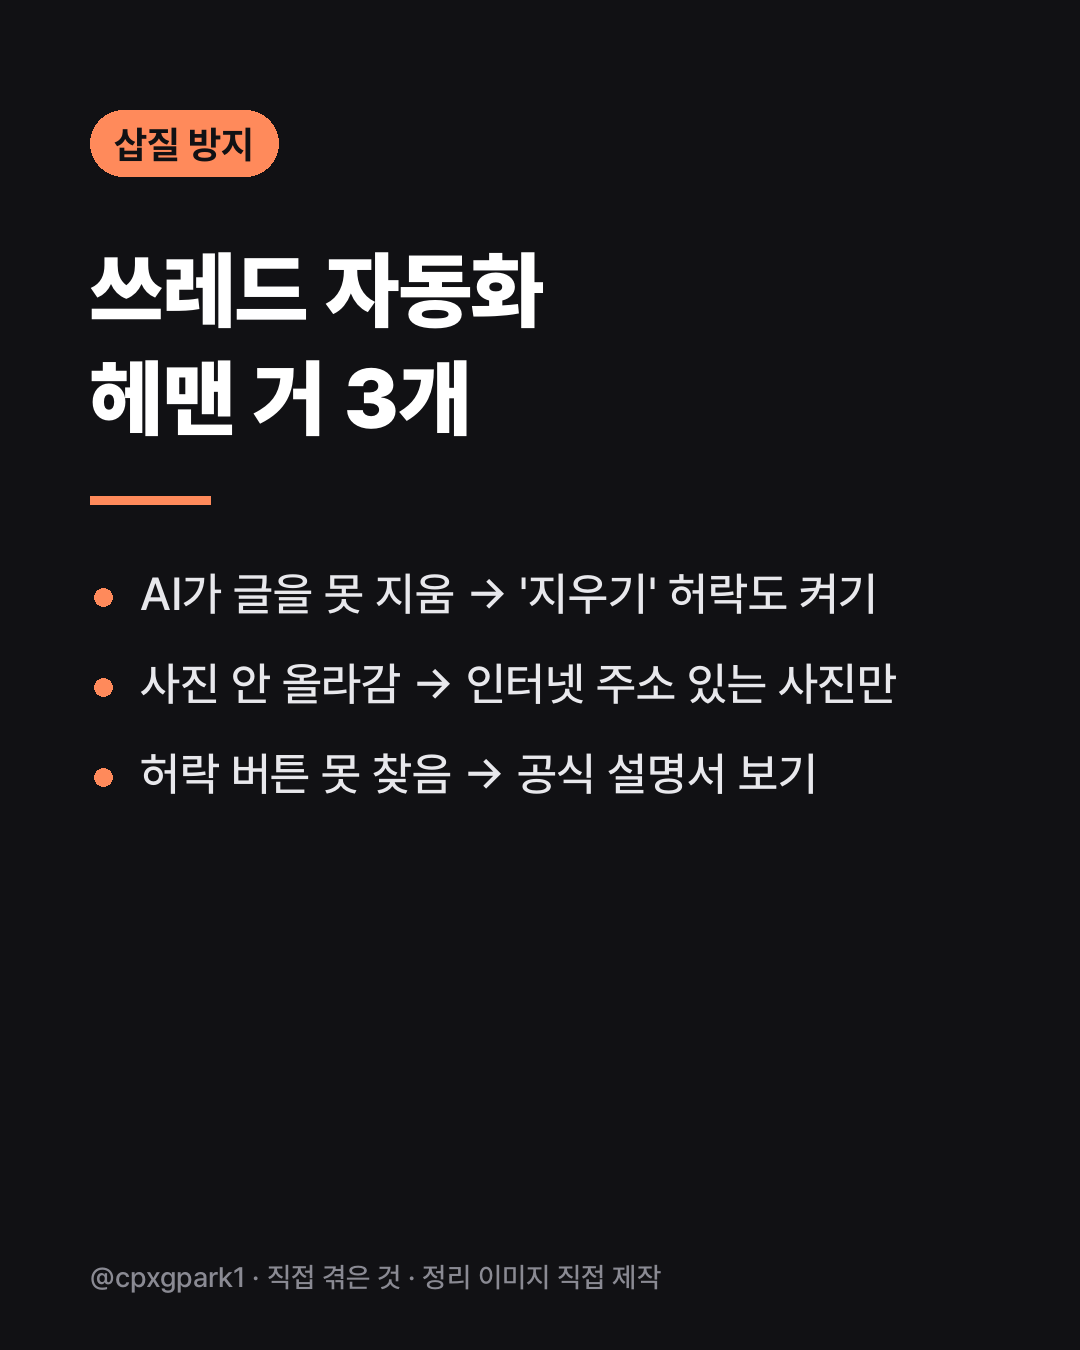 삽질 방지
쓰레드 자동화
헤맨 거 3개
AI가 글을 못 지움 → '지우기' 허락도 켜기
사진 안 올라감 → 인터넷 주소 있는 사진만
허락 버튼 못 찾음 → 공식 설명서 보기
@cpxgpark1 · 직접 겪은 것 · 정리 이미지 직접 제작